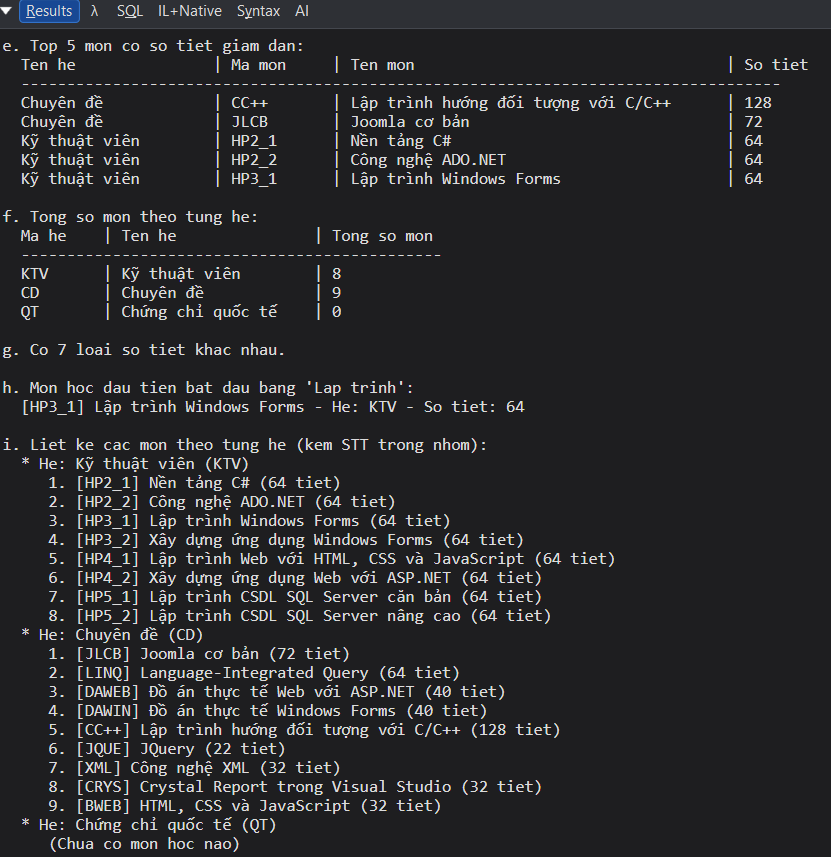 Results λ SQL IL+Native Syntax AI
e. Top 5 mon co so tiet giam dan:
Ten he | Ma mon | Ten mon | So tiet
--------------------------------------------------------------------------------
Chuyên đề | CC++ | Lập trình hướng đối tượng với C/C++ | 128
Chuyên đề | JLCB | Joomla cơ bản | 72
Kỹ thuật viên | HP2_1 | Nền tảng C# | 64
Kỹ thuật viên | HP2_2 | Công nghệ ADO.NET | 64
Kỹ thuật viên | HP3_1 | Lập trình Windows Forms | 64
f. Tong so mon theo tung he:
Ma he | Ten he | Tong so mon
----------------------------------------------
KTV | Kỹ thuật viên | 8
CD | Chuyên đề | 9
QT | Chứng chỉ quốc tế | 0
g. Co 7 loai so tiet khac nhau.
h. Mon hoc dau tien bat dau bang 'Lap trinh':
[HP3_1] Lập trình Windows Forms - He: KTV - So tiet: 64
i. Liet ke cac mon theo tung he (kem STT trong nhom):
* He: Kỹ thuật viên (KTV)
1. [HP2_1] Nền tảng C# (64 tiet)
2. [HP2_2] Công nghệ ADO.NET (64 tiet)
3. [HP3_1] Lập trình Windows Forms (64 tiet)
4. [HP3_2] Xây dựng ứng dụng Windows Forms (64 tiet)
5. [HP4_1] Lập trình Web với HTML, CSS và JavaScript (64 tiet)
6. [HP4_2] Xây dựng ứng dụng Web với ASP.NET (64 tiet)
7. [HP5_1] Lập trình CSDL SQL Server căn bản (64 tiet)
8. [HP5_2] Lập trình CSDL SQL Server nâng cao (64 tiet)
* He: Chuyên đề (CD)
1. [JLCB] Joomla cơ bản (72 tiet)
2. [LINQ] Language-Integrated Query (64 tiet)
3. [DAWEB] Đồ án thực tế Web với ASP.NET (40 tiet)
4. [DAWIN] Đồ án thực tế Windows Forms (40 tiet)
5. [CC++] Lập trình hướng đối tượng với C/C++ (128 tiet)
6. [JQUE] JQuery (22 tiet)
7. [XML] Công nghệ XML (32 tiet)
8. [CRYS] Crystal Report trong Visual Studio (32 tiet)
9. [BWEB] HTML, CSS và JavaScript (32 tiet)
* He: Chứng chỉ quốc tế (QT)
(Chua co mon hoc nao)